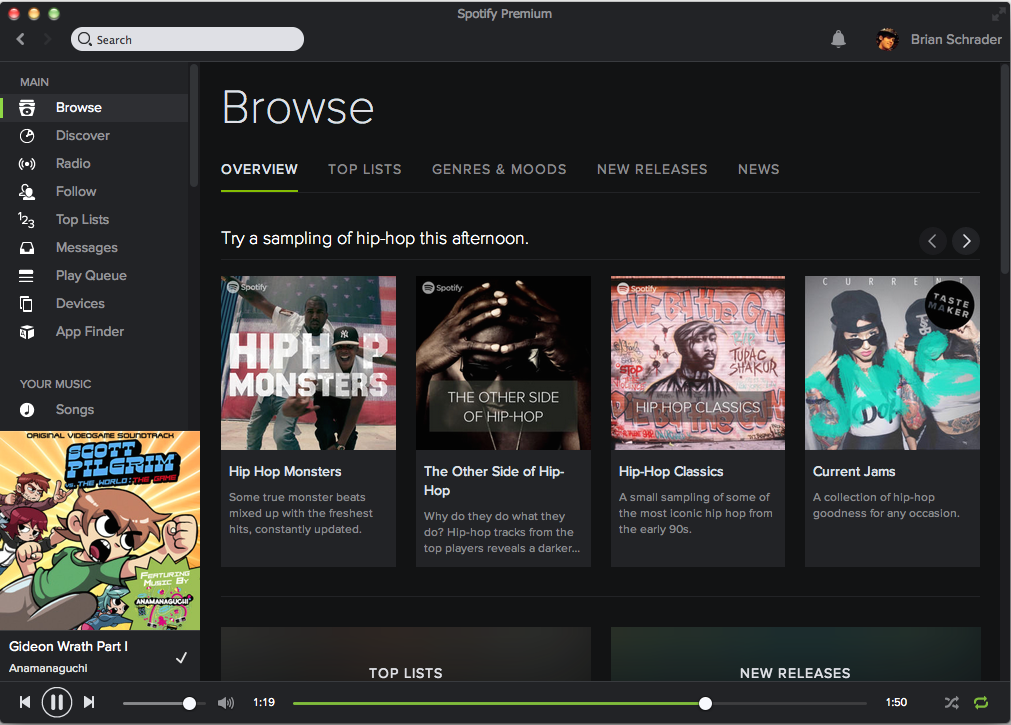 Spotify Premium
Search
Brian Schrader
MAIN
Browse
Discover
Radio
Follow
Top Lists
Messages
Play Queue
Devices
App Finder
YOUR MUSIC
Songs
ORIGINAL VIDEOGAME SOUNDTRACK
SCOTT
PILGRIM
VS. THE WORLD: THE GAME
FEATURING
MUSIC BY
ANAMANAGUCHI
Gideon Wrath Part I
Anamanaguchi
Browse
OVERVIEW
TOP LISTS
GENRES & MOODS
NEW RELEASES
NEWS
Try a sampling of hip-hop this afternoon.
Spotify
HIP HOP
MONSTERS
Hip Hop Monsters
Some true monster beats
mixed up with the freshest
hits, constantly updated.
Spotify
THE OTHER SIDE
OF HIP-HOP
The Other Side of Hip-
Hop
Why do they do what they
do? Hip-hop tracks from the
top players reveals a darker...
Spotify
LIVE BY the GUN
RIP
TUPAC
SHAKUR
STOP
HIP HOP CLASSICS
Hip-Hop Classics
A small sampling of some of
the most iconic hip hop from
the early 90s.
CURRENT
TASTE
MAKER
JAMS
DOPE
Current Jams
A collection of hip-hop
goodness for any occasion.
TOP LISTS
NEW RELEASES
1:19
1:50